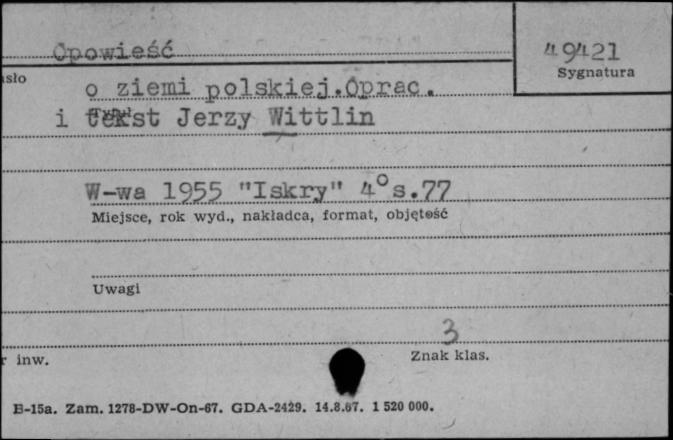 Opowieść
49421
Sygnatura
sło
o ziemi polskiej.Oprac.
i tekst Jerzy Wittlin
W-wa 1955 "Iskry" 4° s.77
Miejsce, rok wyd., nakładca, format, objętość
Uwagi
3
r inw.
Znak klas.
E-15a. Zam. 1278-DW-On-67. GDA-2429. 14.8.67. 1 520 000.